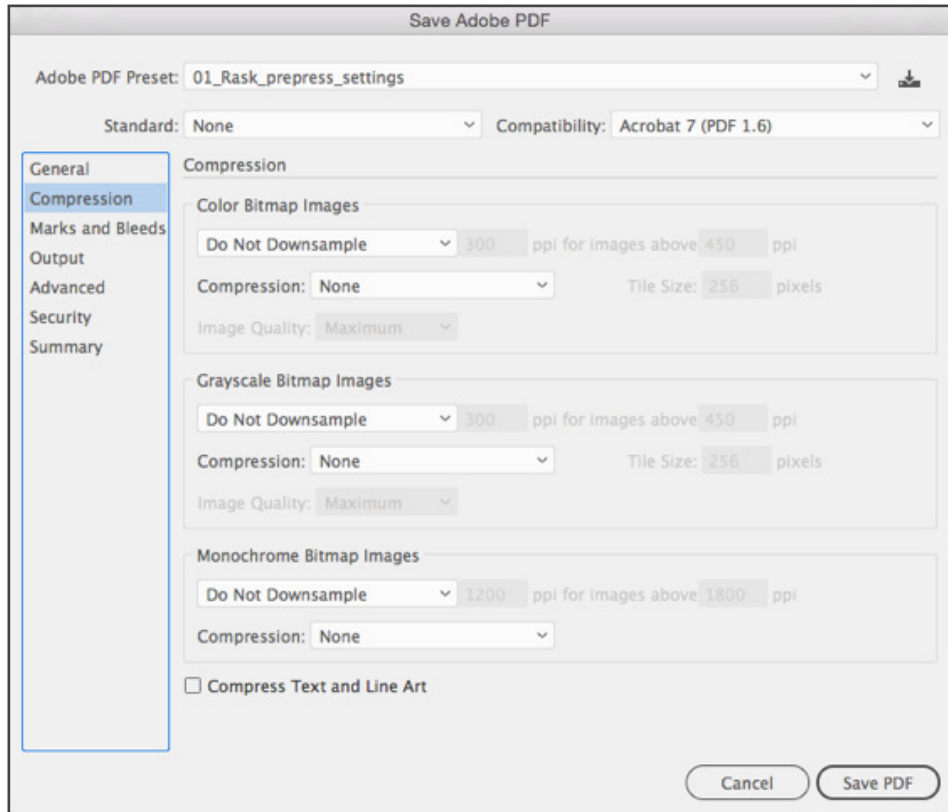 Save Adobe PDF
Adobe PDF Preset: 01_Rask_prepress_settings
Standard: None Compatibility: Acrobat 7 (PDF 1.6)
General
Compression
Marks and Bleeds
Output
Advanced
Security
Summary
Compression
Color Bitmap Images
Do Not Downsample 300 ppi for images above 450 ppi
Compression: None Tile Size: 256 pixels
Image Quality: Maximum
Grayscale Bitmap Images
Do Not Downsample 300 ppi for images above 450 ppi
Compression: None Tile Size: 256 pixels
Image Quality: Maximum
Monochrome Bitmap Images
Do Not Downsample 1200 ppi for images above 1800 ppi
Compression: None
Compress Text and Line Art
Cancel Save PDF